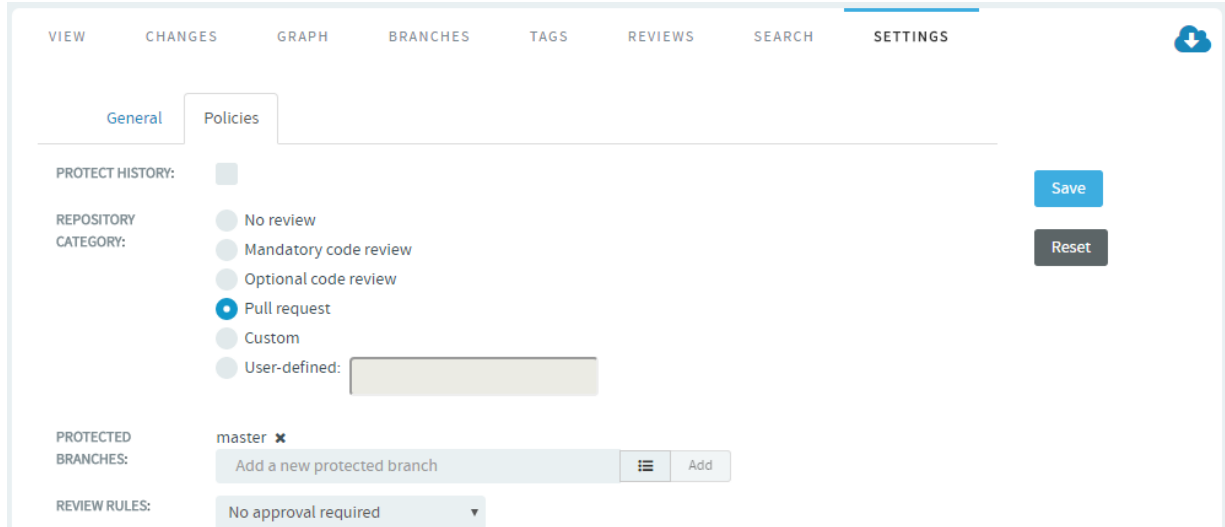 VIEW CHANGES GRAPH BRANCHES TAGS REVIEWS SEARCH SETTINGS
General Policies
PROTECT HISTORY:
Save
REPOSITORY CATEGORY:
No review
Mandatory code review
Reset
Optional code review
Pull request
Custom
User-defined:
PROTECTED BRANCHES:
master ✖
Add a new protected branch Add
REVIEW RULES: No approval required